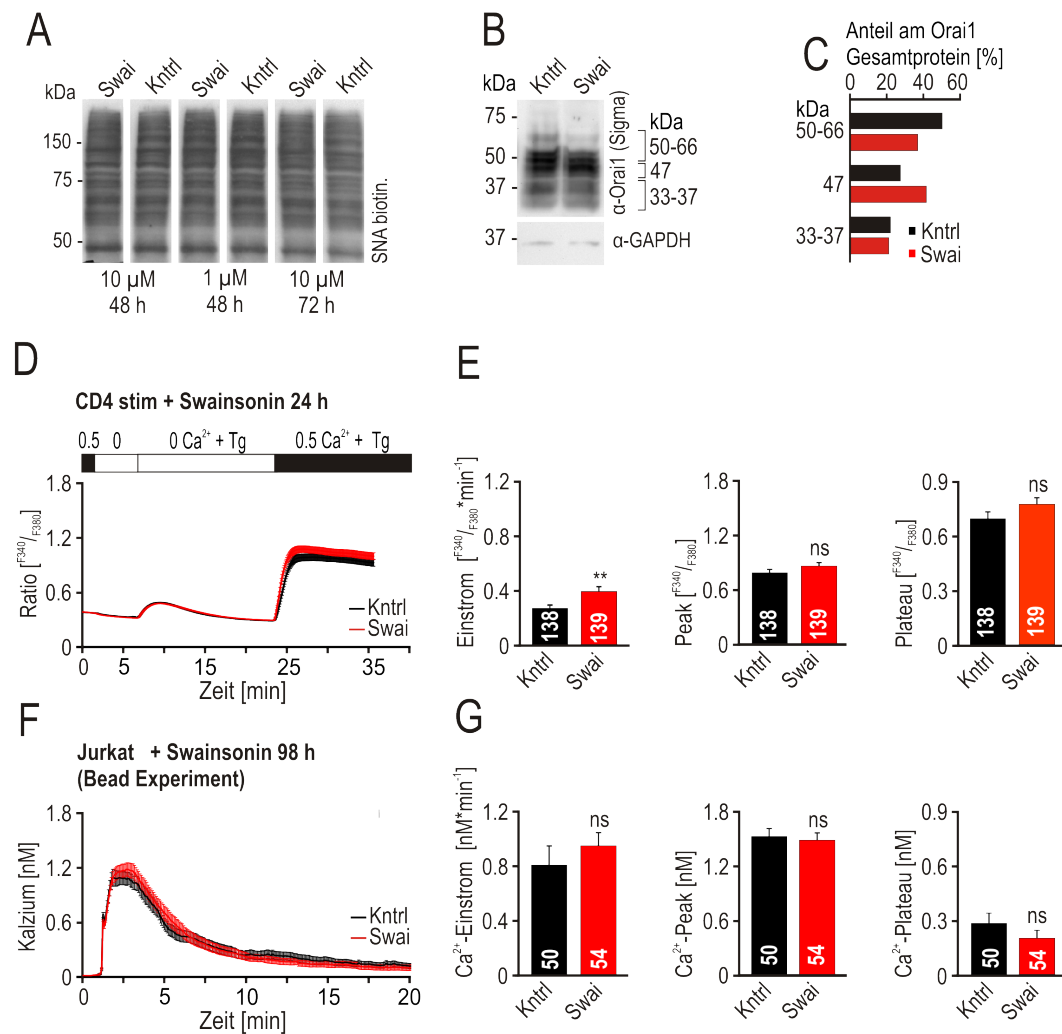 A
Swai Kntrl Swai Kntrl Swai Kntrl
kDa
150
75
50
SNA biotin.
10 µM 1 µM 10 µM
48 h 48 h 72 h
B
Kntrl Swai
kDa
75
50
37
37
α-Orai1 (Sigma)
kDa
50-66
47
33-37
α-GAPDH
C
Anteil am Orai1
Gesamtprotein [%]
0 20 40 60
kDa
50-66
47
33-37
Kntrl
Swai
D
CD4 stim + Swainsonin 24 h
0.5 0 0 Ca²⁺ + Tg 0.5 Ca²⁺ + Tg
Ratio [F340/F380]
1.8
1.2
0.6
0
Kntrl
Swai
0 5 15 25 35
Zeit [min]
E
Einstrom [F340/F380*min⁻¹]
1.2
0.8
0.4
0
**
138 139
Kntrl Swai
Peak [F340/F380]
1.8
1.2
0.6
0
ns
138 139
Kntrl Swai
Plateau [F340/F380]
0.9
0.6
0.3
0
ns
138 139
Kntrl Swai
F
Jurkat + Swainsonin 98 h
(Bead Experiment)
Kalzium [nM]
1.8
1.2
0.6
0
Kntrl
Swai
0 5 10 15 20
Zeit [min]
G
Ca²⁺-Einstrom [nM*min⁻¹]
1.2
0.8
0.4
0
ns
50 54
Kntrl Swai
Ca²⁺-Peak [nM]
1.8
1.2
0.6
0
ns
50 54
Kntrl Swai
Ca²⁺-Plateau [nM]
0.9
0.6
0.3
0
ns
50 54
Kntrl Swai